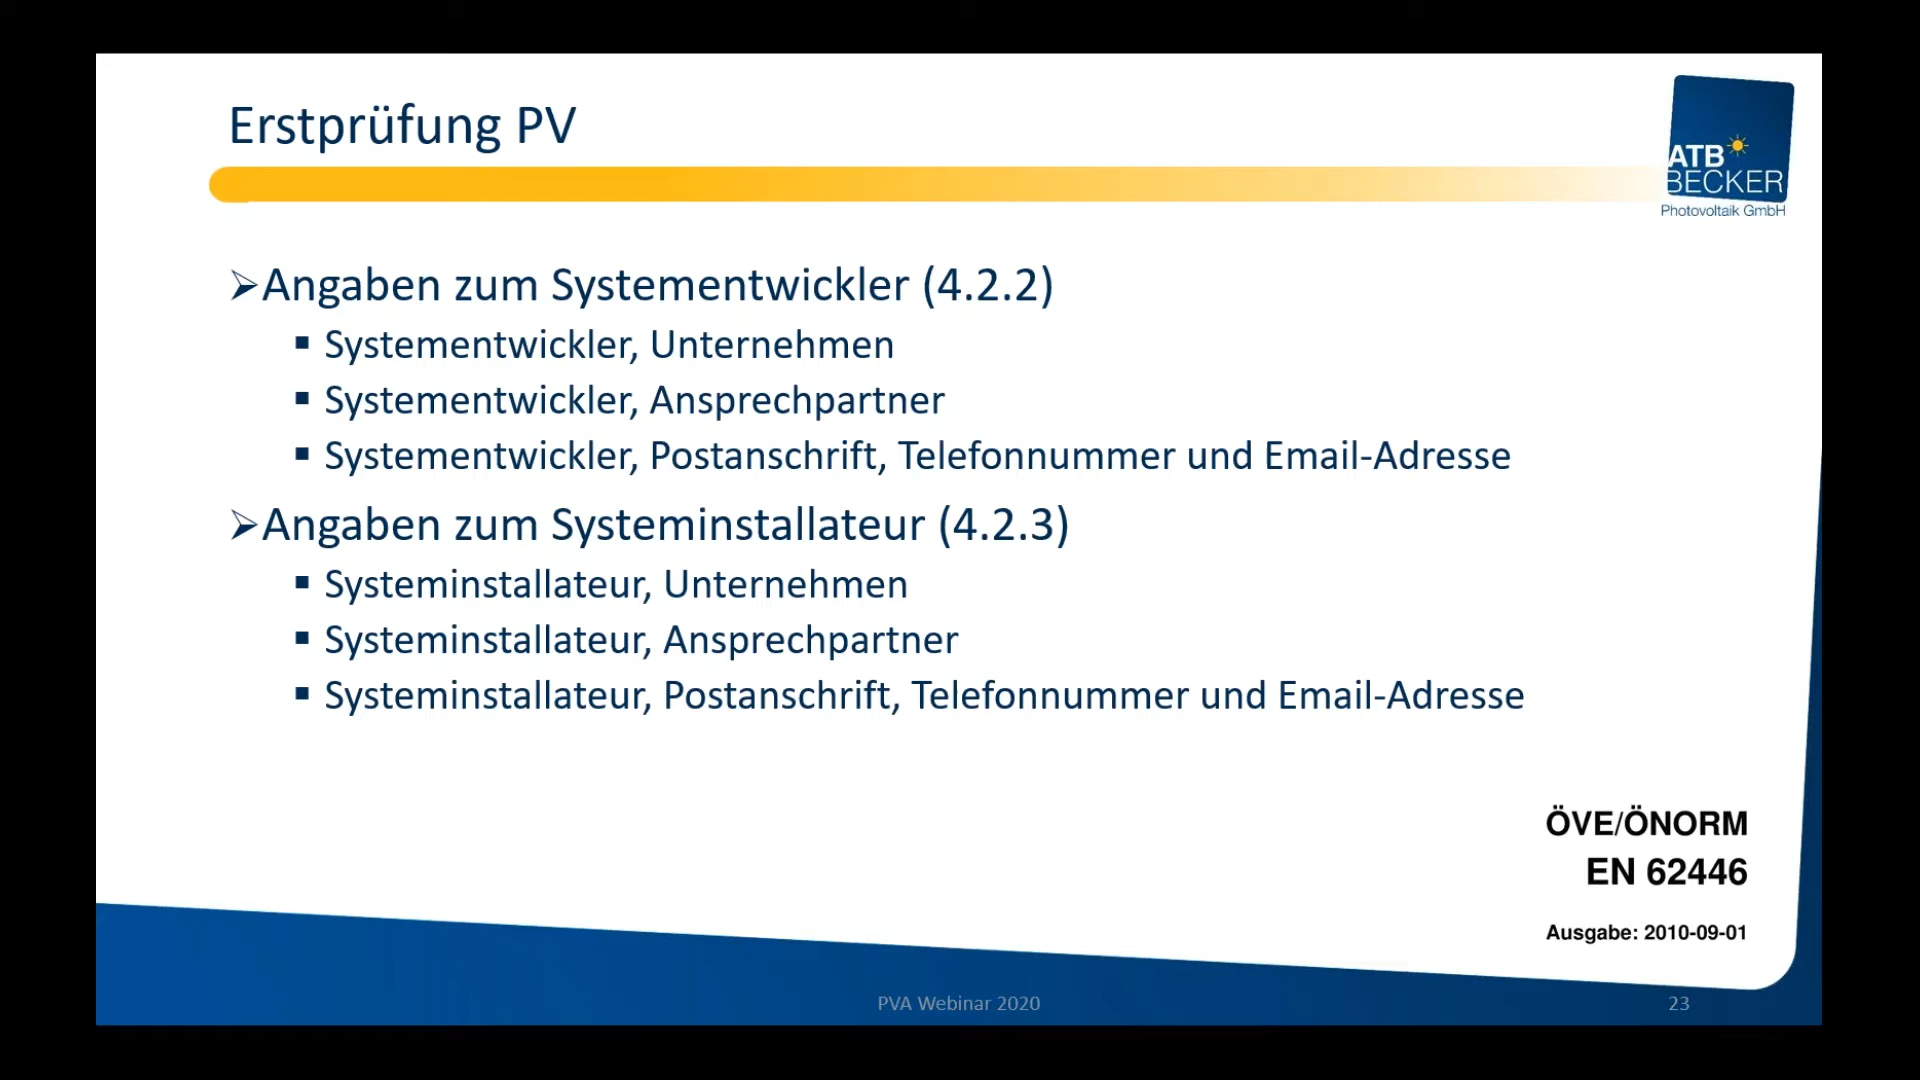 Erstprüfung PV
ATB
BECKER
Photovoltaik GmbH
➢Angaben zum Systementwickler (4.2.2)
▪ Systementwickler, Unternehmen
▪ Systementwickler, Ansprechpartner
▪ Systementwickler, Postanschrift, Telefonnummer und Email-Adresse
➢Angaben zum Systeminstallateur (4.2.3)
▪ Systeminstallateur, Unternehmen
▪ Systeminstallateur, Ansprechpartner
▪ Systeminstallateur, Postanschrift, Telefonnummer und Email-Adresse
ÖVE/ÖNORM
EN 62446
Ausgabe: 2010-09-01
PVA Webinar 2020
23